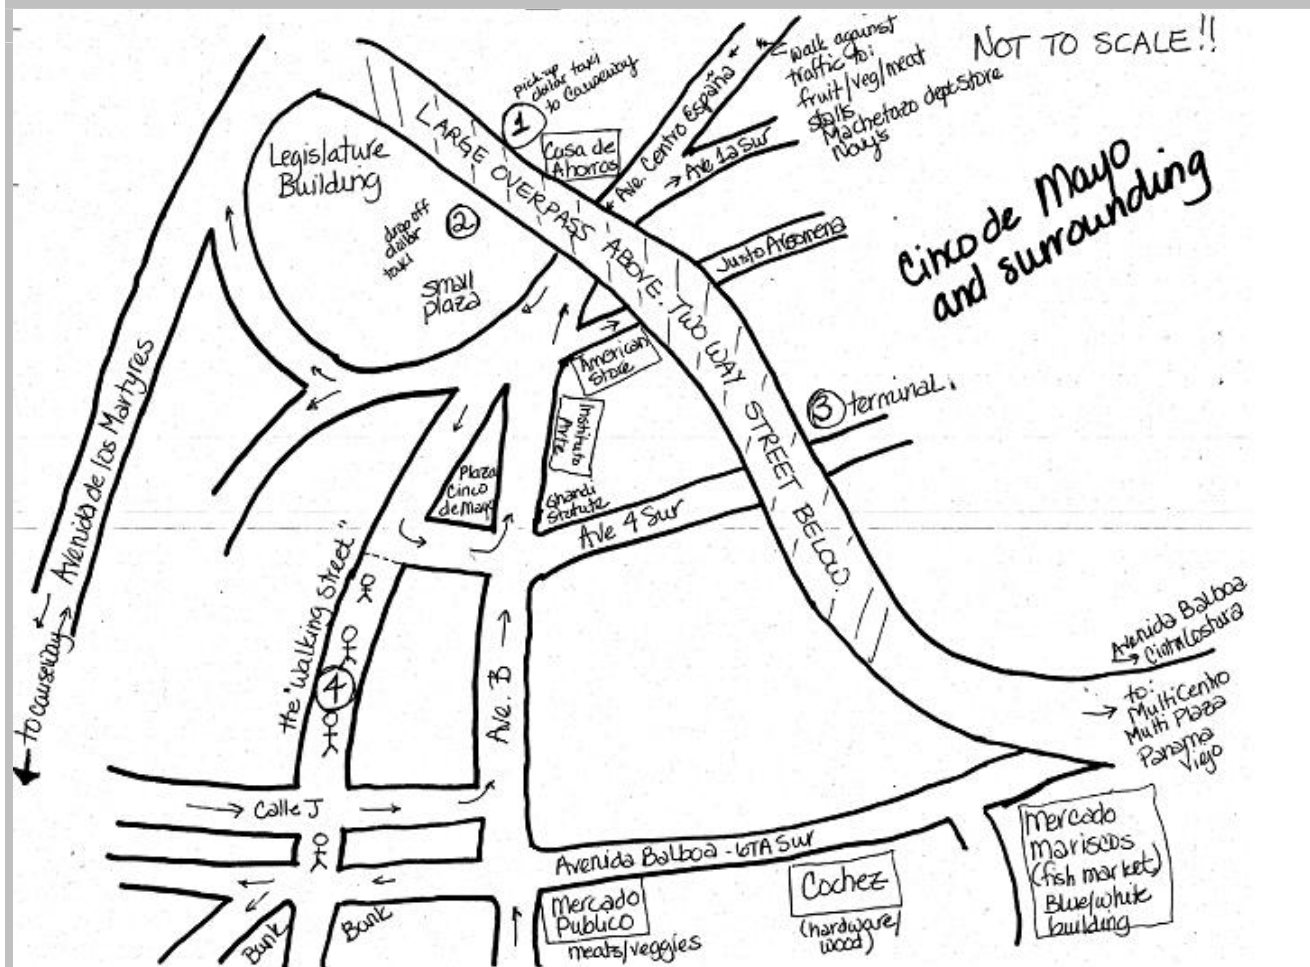 NOT TO SCALE!!
pick-up
dollar taxi
to Causeway
1
walk against
traffic to:
fruit/veg/meat
stalls
Machetazo dept store
Novy's
Ave. Centro España
→ Ave 1a Sur
Casa de
Ahorros
Legislature
Building
LARGE OVERPASS ABOVE. TWO WAY STREET BELOW.
Cinco de Mayo
and surrounding
2
drop off
dollar
taxi
small
plaza
Justo Arosemena
American
Store
3 terminal.
Instituto
Arte
Plaza
Cinco
de Mayo
Ghandi
Statute
Ave 4 Sur
Avenida de los Martyres
the "walking street"
4
Ave. B
to causeway
Avenida Balboa
Cinta Costura
to:
MultiCentro
Multi Plaza
Panama
Viejo
Calle J
Avenida Balboa - 6TA Sur
Mercado
Publico
meats/veggies
Cochez
(hardware/
wood)
Mercado
Mariscos
(fish market)
Blue/white
building
Bank
Bank